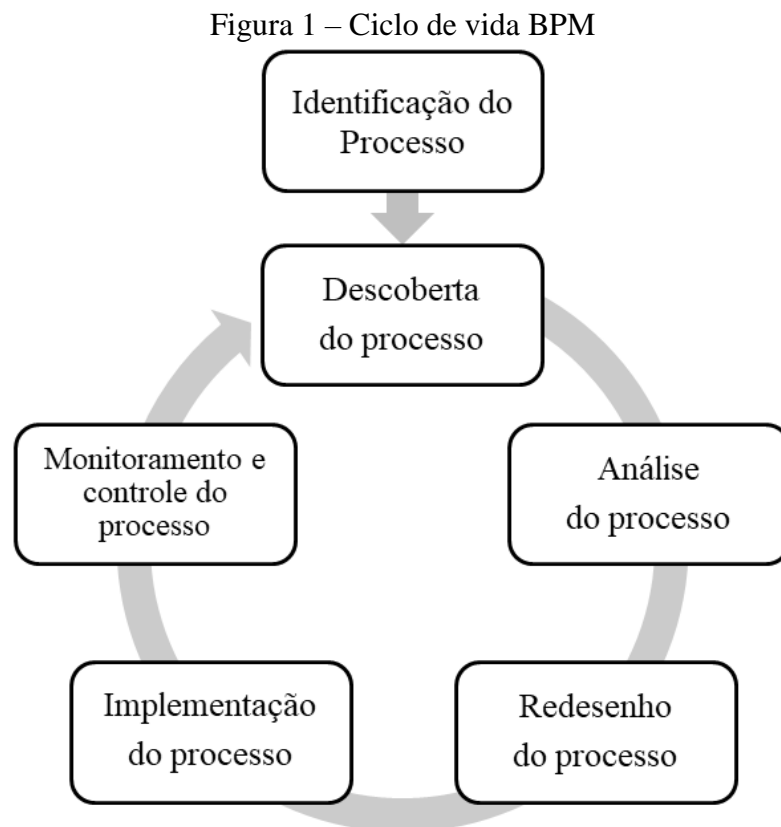 Figura 1 – Ciclo de vida BPM
Identificação do
Processo
Descoberta
do processo
Análise
do processo
Redesenho
do processo
Implementação
do processo
Monitoramento e
controle do
processo